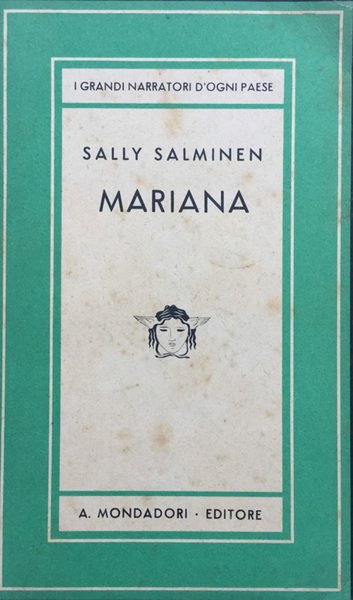 I GRANDI NARRATORI D'OGNI PAESE
SALLY SALMINEN
MARIANA
A. MONDADORI · EDITORE